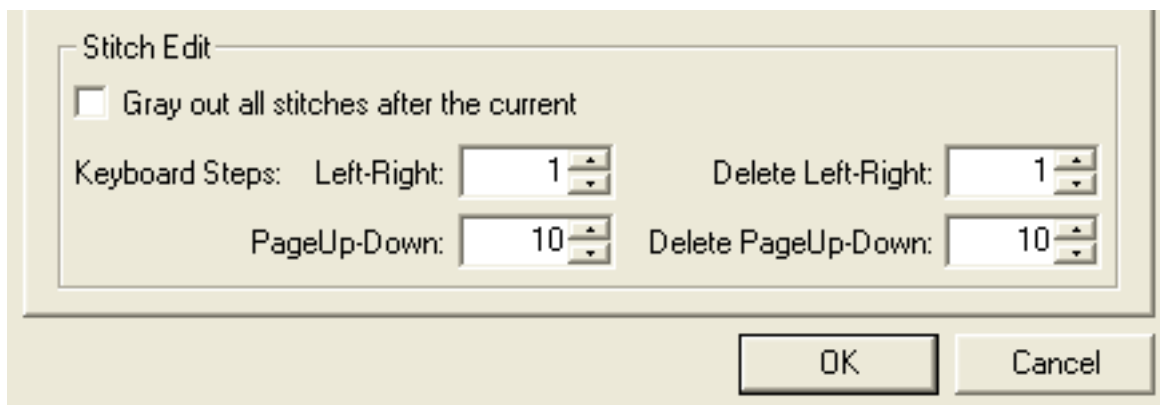 Stitch Edit
Gray out all stitches after the current
Keyboard Steps: Left-Right: 1 Delete Left-Right: 1
PageUp-Down: 10 Delete PageUp-Down: 10
OK Cancel